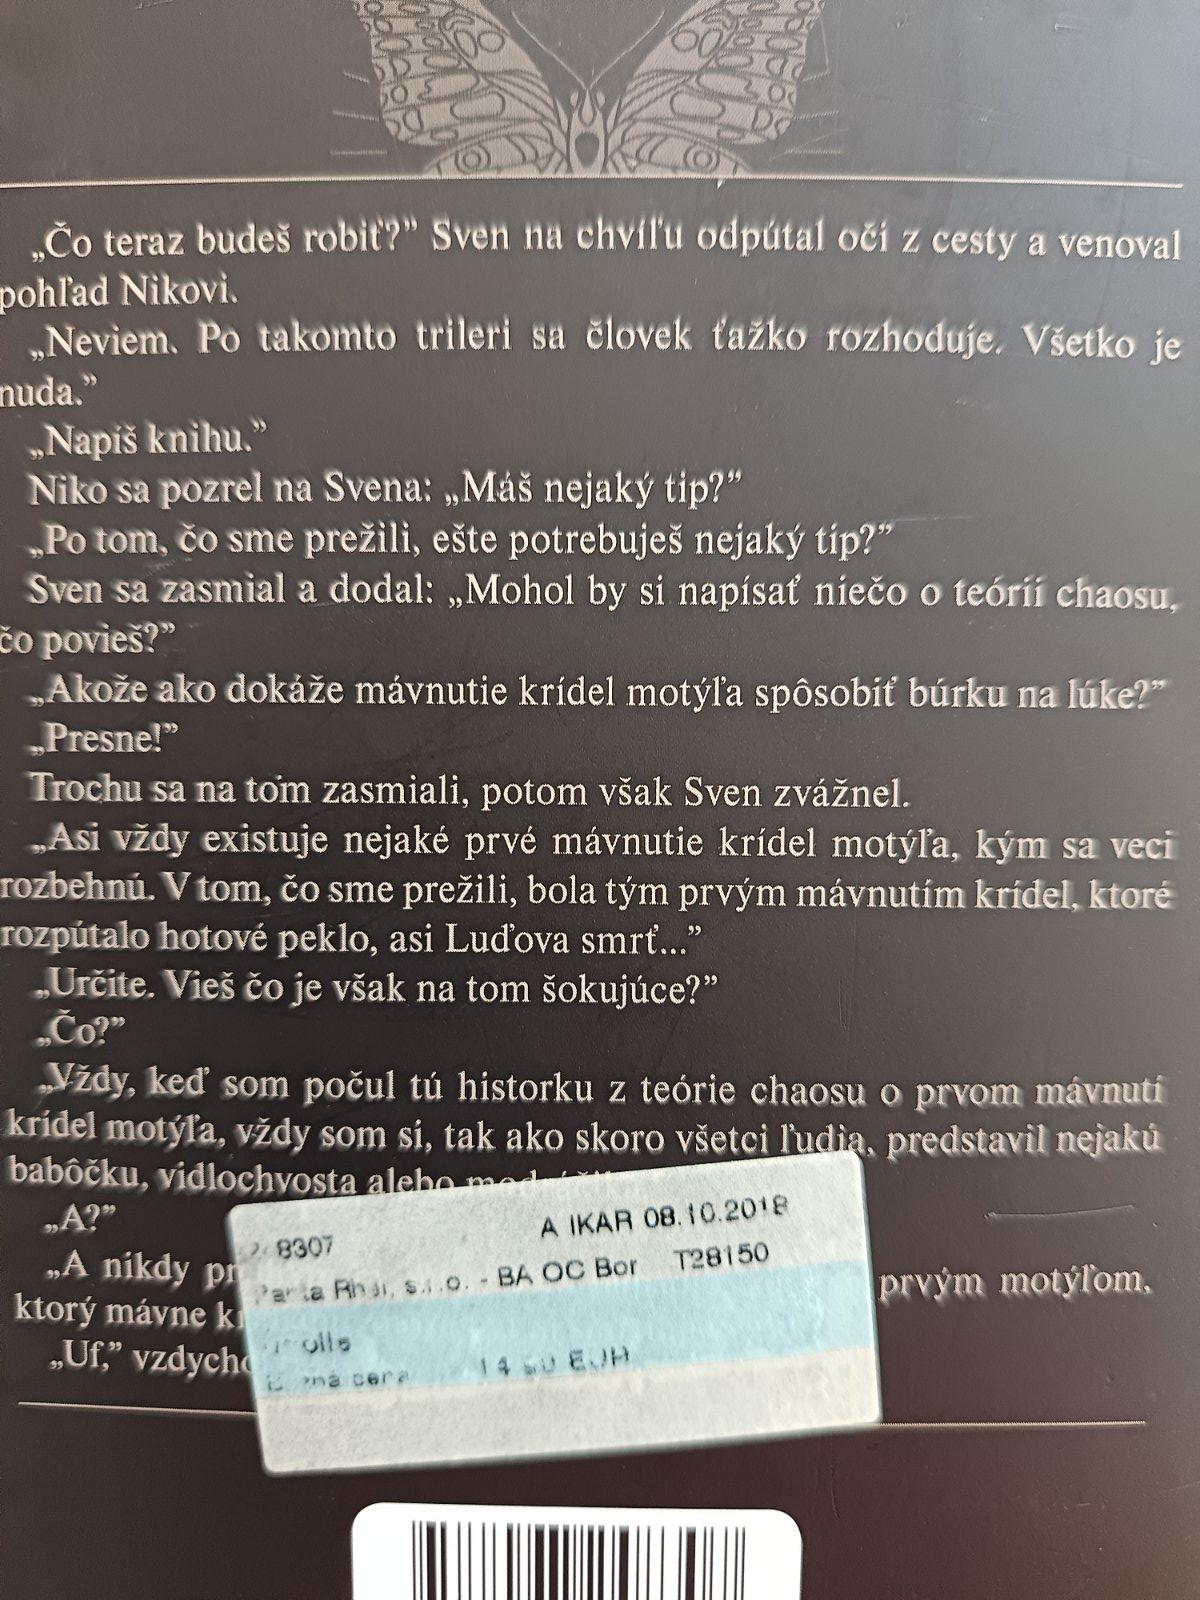 „Čo teraz budeš robiť?” Sven na chvíľu odpútal oči z cesty a venoval
pohľad Nikovi.
„Neviem. Po takomto trileri sa človek ťažko rozhoduje. Všetko je
nuda.”
„Napíš knihu.”
Niko sa pozrel na Svena: „Máš nejaký tip?”
„Po tom, čo sme prežili, ešte potrebuješ nejaký tip?”
Sven sa zasmial a dodal: „Mohol by si napísať niečo o teórii chaosu,
čo povieš?”
„Akože ako dokáže mávnutie krídel motýľa spôsobiť búrku na lúke?”
„Presne!”
Trochu sa na tom zasmiali, potom však Sven zvážnel.
„Asi vždy existuje nejaké prvé mávnutie krídel motýľa, kým sa veci
rozbehnú. V tom, čo sme prežili, bola tým prvým mávnutím krídel, ktoré
rozpútalo hotové peklo, asi Luďova smrť...”
„Určite. Vieš čo je však na tom šokujúce?”
„Čo?”
„Vždy, keď som počul tú historku z teórie chaosu o prvom mávnutí
krídel motýľa, vždy som si, tak ako skoro všetci ľudia, predstavil nejakú
babôčku, vidlochvosta alebo
„A?”
„A nikdy prvým motýľom,
ktorý mávne
„Uf,”
8307 A IKAR 08.10.2018
Panta Rhei, s.r.o. - BA OC Bor T28150
cena EUR